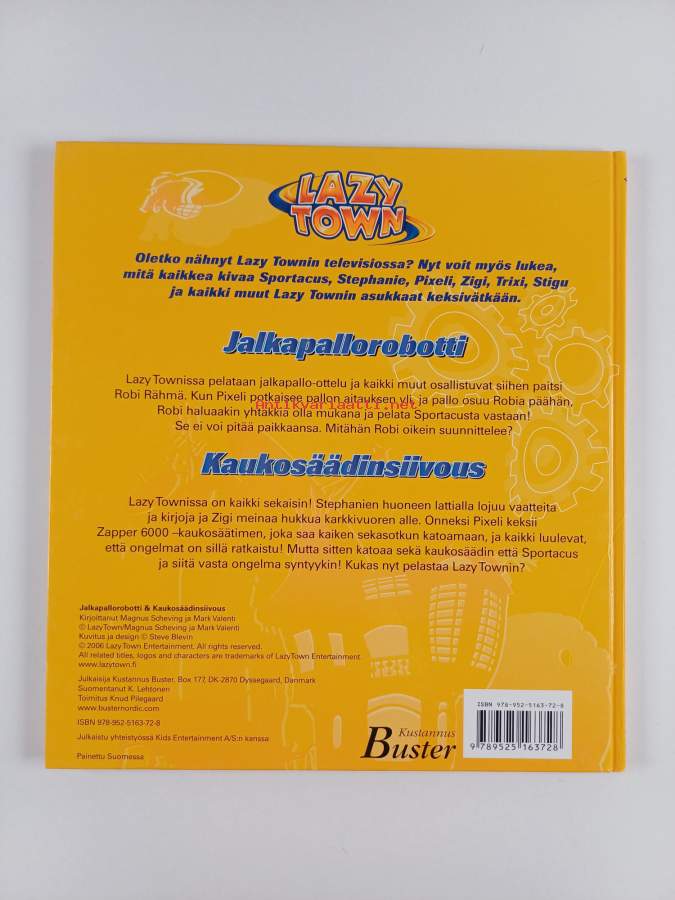 LAZY
TOWN
Oletko nähnyt Lazy Townin televisiossa? Nyt voit myös lukea,
mitä kaikkea kivaa Sportacus, Stephanie, Pixeli, Zigi, Trixi, Stigu
ja kaikki muut Lazy Townin asukkaat keksivätkään.
Jalkapallorobotti
LazyTownissa pelataan jalkapallo-ottelu ja kaikki muut osallistuvat siihen paitsi
Robi Rähmä. Kun Pixeli potkaisee pallon aitauksen yli, ja pallo osuu Robia päähän,
antikvariaatti.net
Robi haluaakin yhtäkkiä olla mukana ja pelata Sportacusta vastaan!
Se ei voi pitää paikkaansa. Mitähän Robi oikein suunnittelee?
Kaukosäädinsiivous
LazyTownissa on kaikki sekaisin! Stephanien huoneen lattialla lojuu vaatteita
ja kirjoja ja Zigi meinaa hukkua karkkivuoren alle. Onneksi Pixeli keksii
Zapper 6000 –kaukosäätimen, joka saa kaiken sekasotkun katoamaan, ja kaikki luulevat,
että ongelmat on sillä ratkaistu! Mutta sitten katoaa sekä kaukosäädin että Sportacus
ja siitä vasta ongelma syntyykin! Kukas nyt pelastaa LazyTownin?
Jalkapallorobotti & Kaukosäädinsiivous
Kirjoittanut Magnus Scheving ja Mark Valenti
© LazyTown/Magnus Scheving ja Mark Valenti
Kuvitus ja design © Steve Blevin
© 2006 LazyTown Entertainment. All rights reserved.
All related titles, logos and characters are trademarks of LazyTown Entertainment.
www.lazytown.fi
Julkaisija Kustannus Buster, Box 177, DK-2870 Dyssegaard, Danmark
Suomentanut K. Lehtonen
Toimitus Knud Pilegaard
www.busternordic.com
ISBN 978-952-5163-72-8
Julkaistu yhteistyössä Kids Entertainment A/S:n kanssa
Painettu Suomessa
Kustannus
Buster
ISBN 978-952-5163-72-8
9 789525 163728